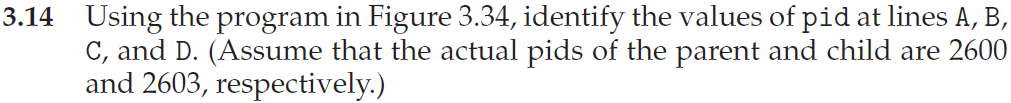 3.14 Using the program in Figure 3.34, identify the values of pid at lines A, B,
C, and D. (Assume that the actual pids of the parent and child are 2600
and 2603, respectively.)